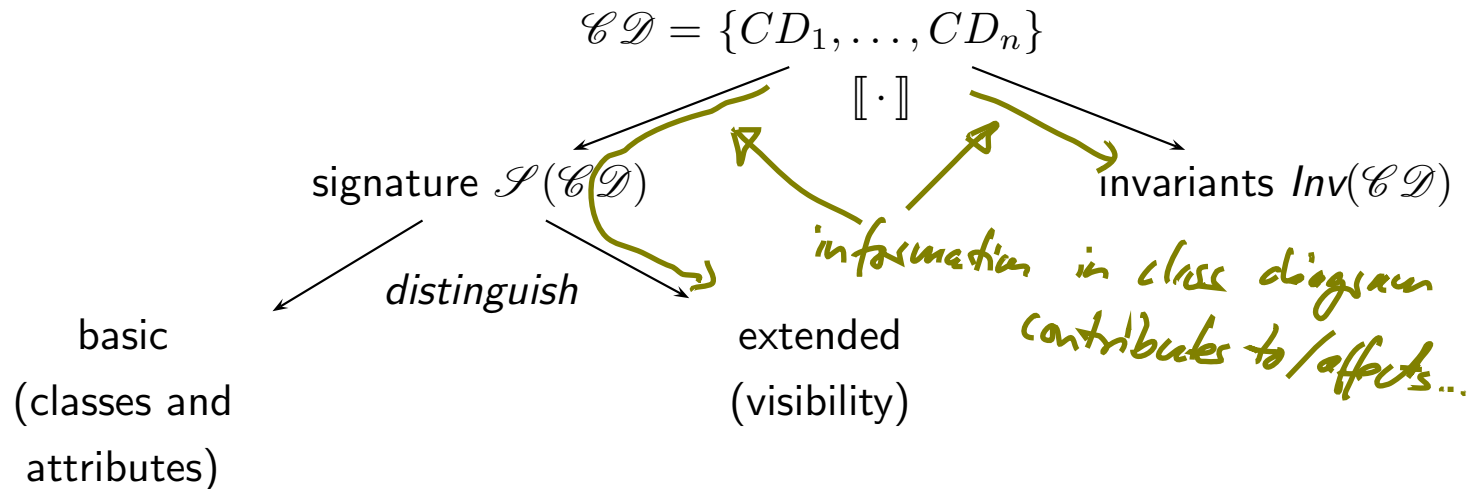 𝒞𝒟 = {CD₁, . . . , CDₙ}
⟦ · ⟧
signature 𝒮(𝒞𝒟)
invariants Inv(𝒞𝒟)
information in class diagram
contributes to/affects...
distinguish
basic
(classes and
attributes)
extended
(visibility)